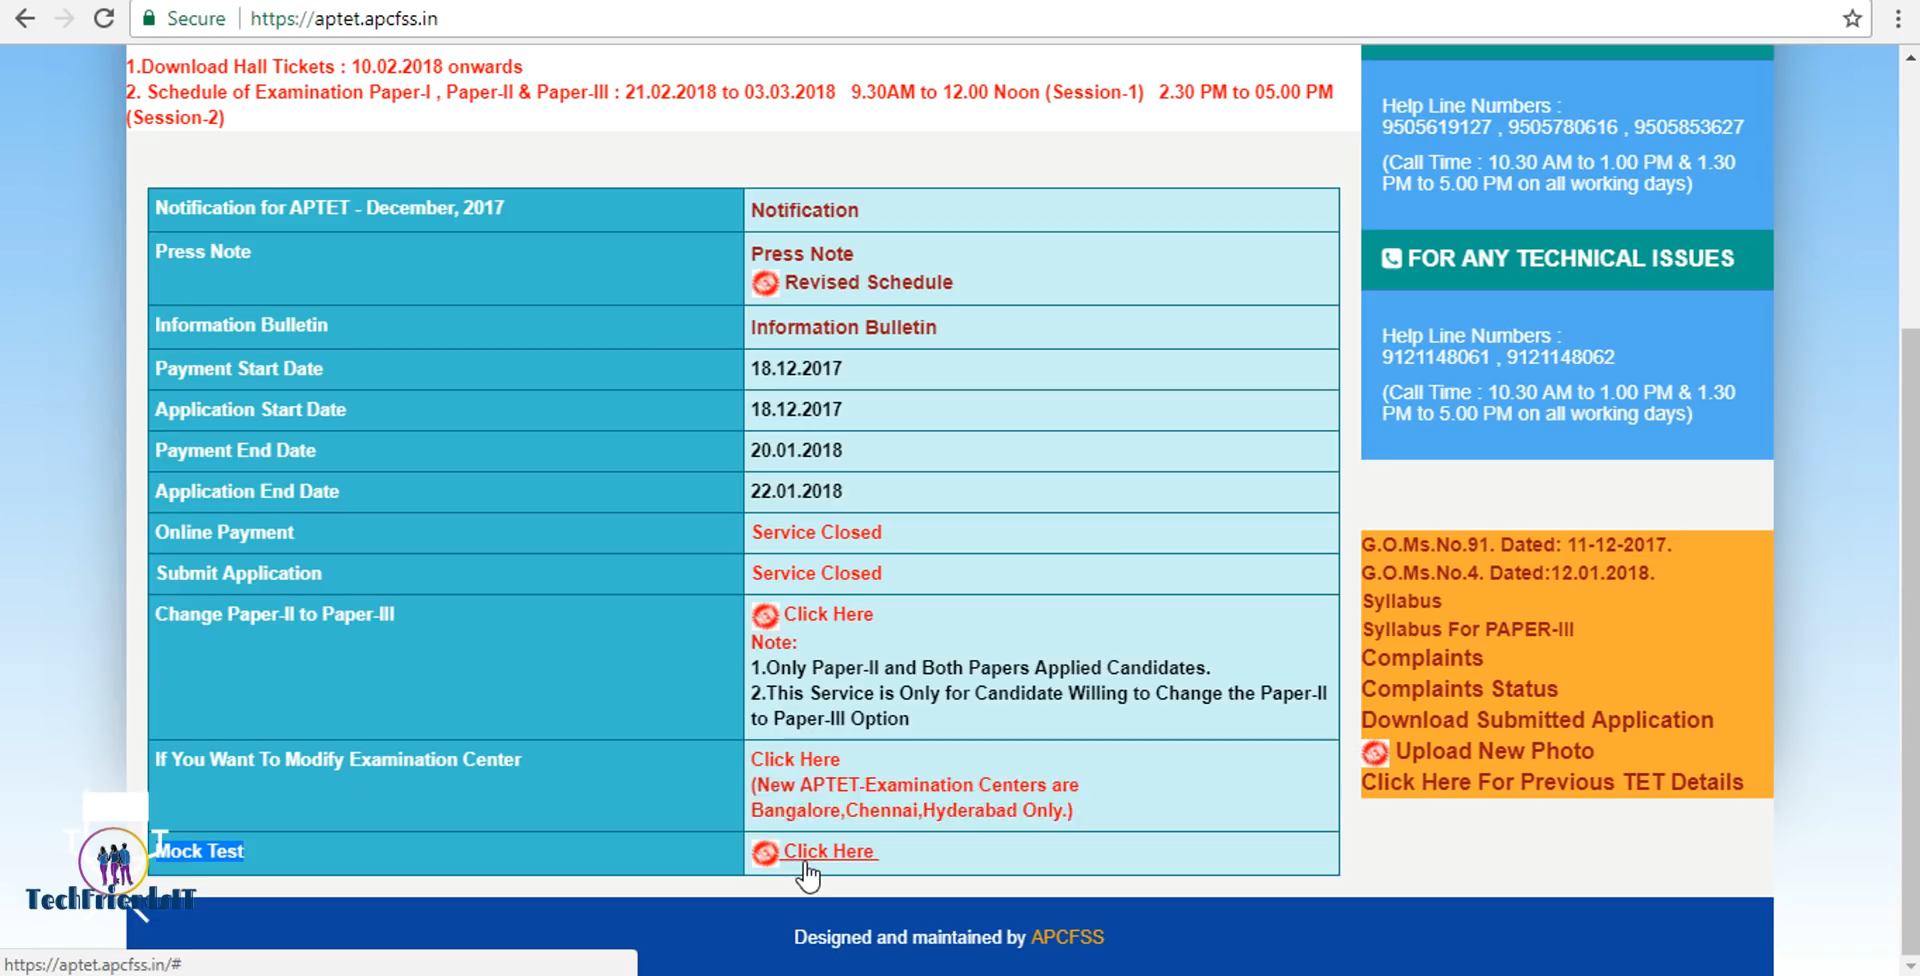 Secure
https://aptet.apcfss.in
1.Download Hall Tickets : 10.02.2018 onwards
2. Schedule of Examination Paper-I , Paper-II & Paper-III : 21.02.2018 to 03.03.2018 9.30AM to 12.00 Noon (Session-1) 2.30 PM to 05.00 PM
(Session-2)
Notification for APTET - December, 2017
Notification
Press Note
Press Note
Revised Schedule
Information Bulletin
Information Bulletin
Payment Start Date
18.12.2017
Application Start Date
18.12.2017
Payment End Date
20.01.2018
Application End Date
22.01.2018
Online Payment
Service Closed
Submit Application
Service Closed
Change Paper-II to Paper-III
Click Here
Note:
1.Only Paper-II and Both Papers Applied Candidates.
2.This Service is Only for Candidate Willing to Change the Paper-II
to Paper-III Option
If You Want To Modify Examination Center
Click Here
(New APTET-Examination Centers are
Bangalore,Chennai,Hyderabad Only.)
Mock Test
Click Here
Help Line Numbers :
9505619127 , 9505780616 , 9505853627
(Call Time : 10.30 AM to 1.00 PM & 1.30
PM to 5.00 PM on all working days)
FOR ANY TECHNICAL ISSUES
Help Line Numbers :
9121148061 , 9121148062
(Call Time : 10.30 AM to 1.00 PM & 1.30
PM to 5.00 PM on all working days)
G.O.Ms.No.91. Dated: 11-12-2017.
G.O.Ms.No.4. Dated:12.01.2018.
Syllabus
Syllabus For PAPER-III
Complaints
Complaints Status
Download Submitted Application
Upload New Photo
Click Here For Previous TET Details
TechFriendsIT
Designed and maintained by APCFSS
https://aptet.apcfss.in/#